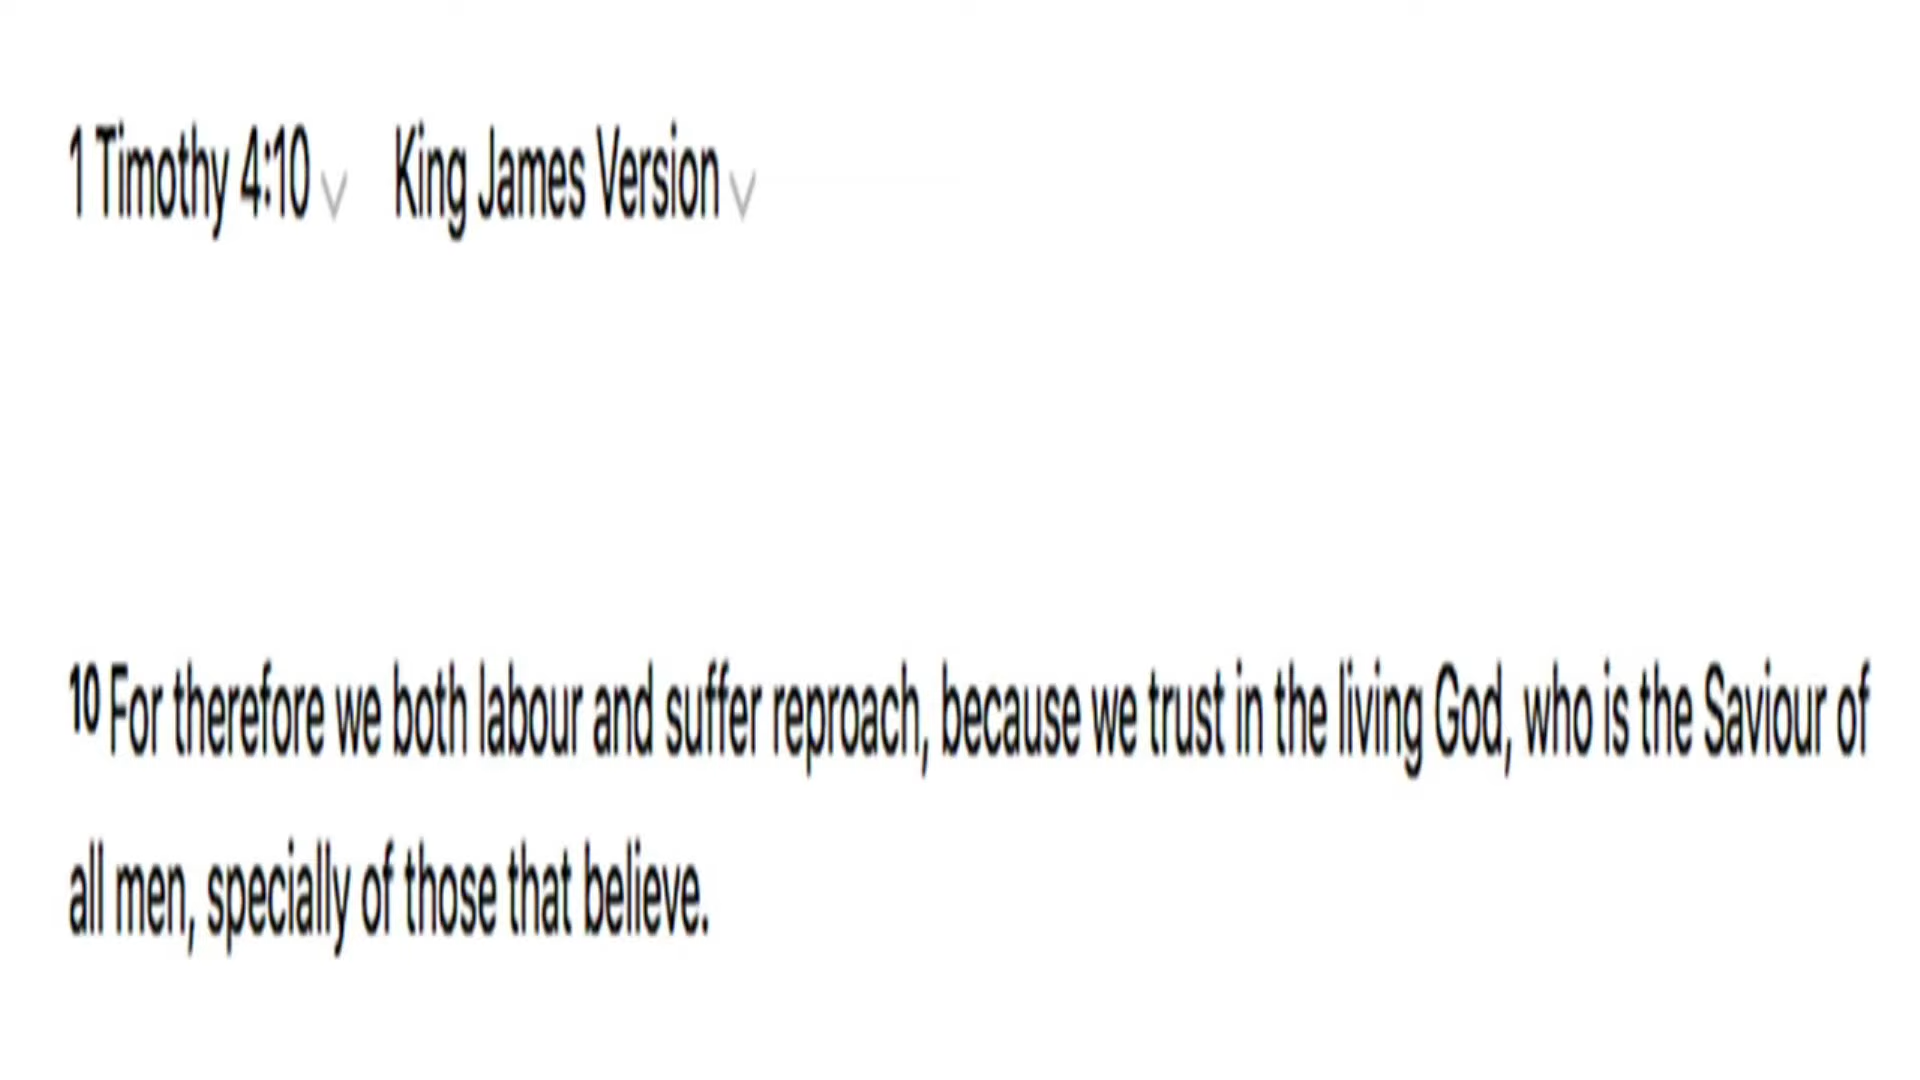 1 Timothy 4:10 King James Version
10 For therefore we both labour and suffer reproach, because we trust in the living God, who is the Saviour of
all men, specially of those that believe.